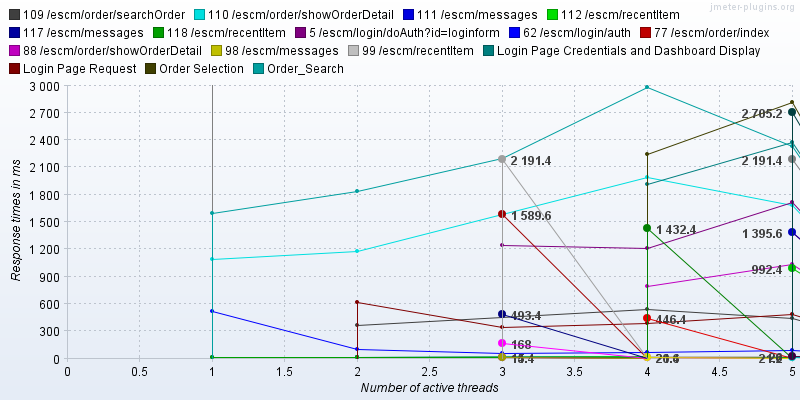 jmeter-plugins.org
109 /escm/order/searchOrder 110 /escm/order/showOrderDetail 111 /escm/messages 112 /escm/recentItem
117 /escm/messages 118 /escm/recentItem 5 /escm/login/doAuth?id=loginform 62 /escm/login/auth 77 /escm/order/index
88 /escm/order/showOrderDetail 98 /escm/messages 99 /escm/recentItem Login Page Credentials and Dashboard Display
Login Page Request Order Selection Order_Search
3 000
2 700
2 400
2 100
1 800
1 500
1 200
900
600
300
0
Response times in ms
2 705.2
2 191.4
2 191.4
1 589.6
1 432.4
1 395.6
992.4
493.4
446.4
168
0 0.5 1 1.5 2 2.5 3 3.5 4 4.5 5
Number of active threads